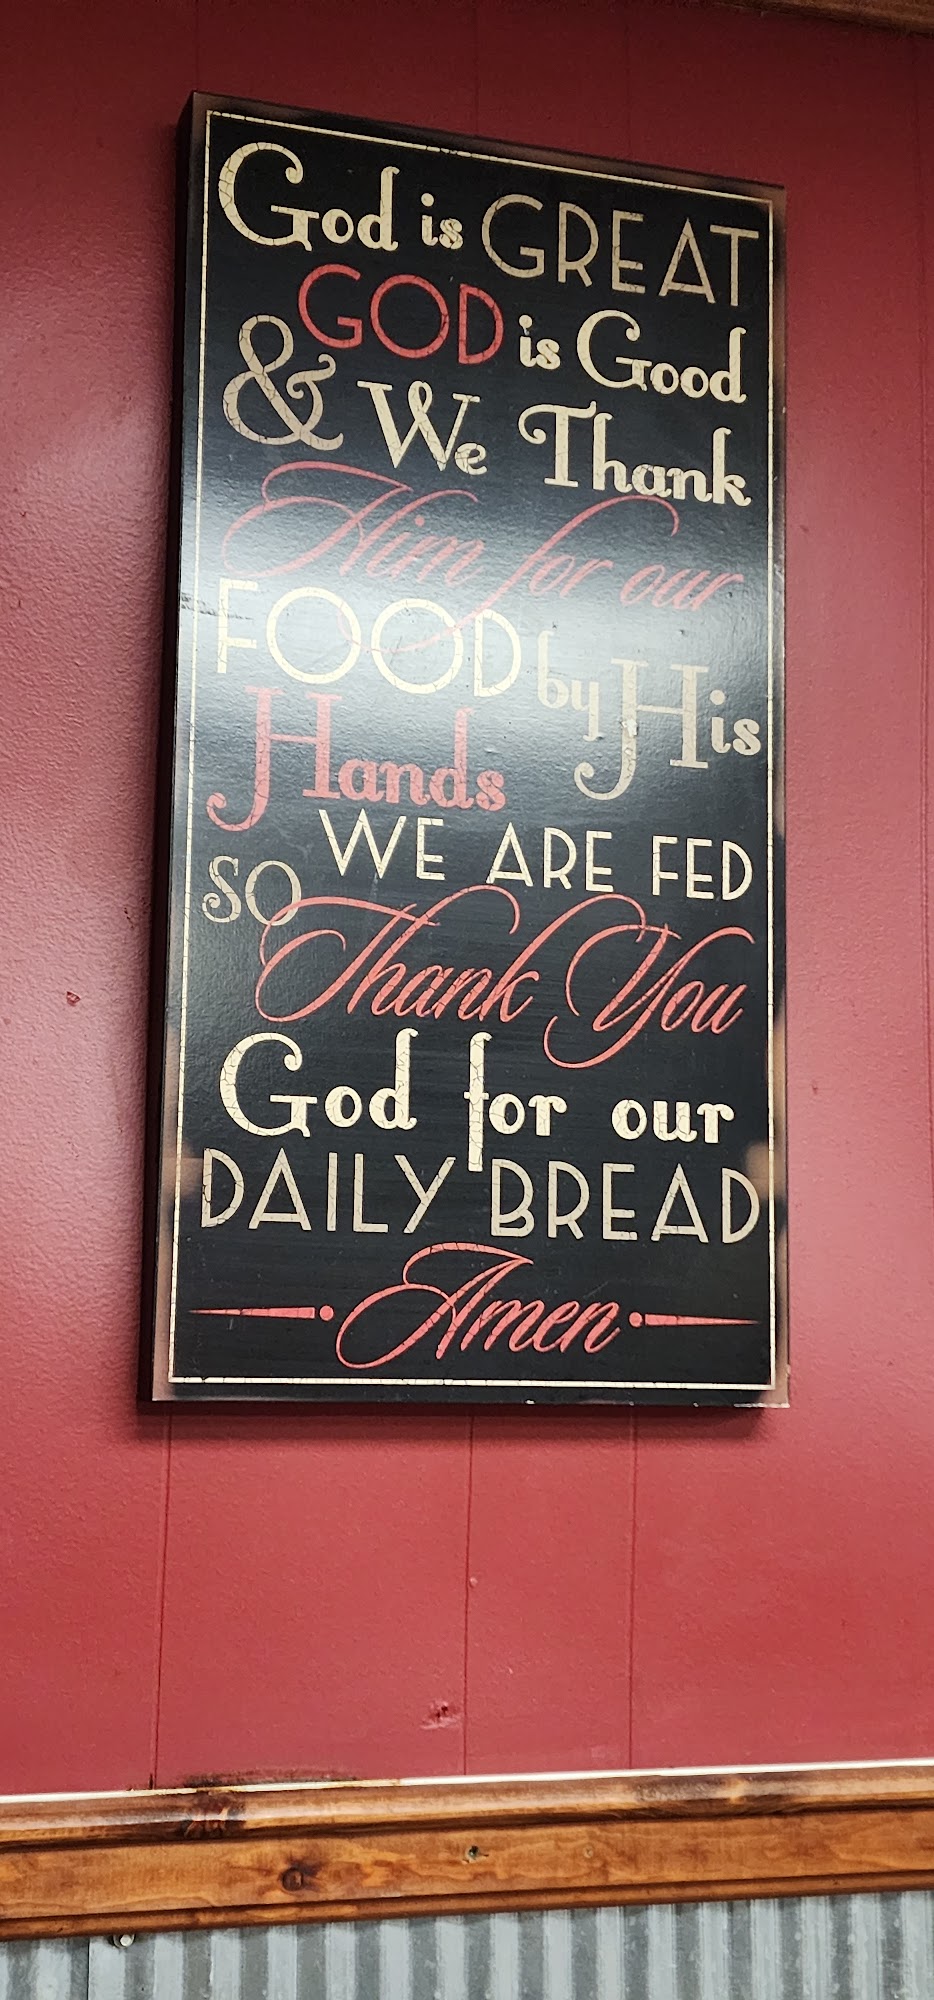 God is GREAT
GOD is Good
& We Thank
Him for our
FOOD by His
Hands
WE ARE FED
so
Thank You
God for our
DAILY BREAD
Amen